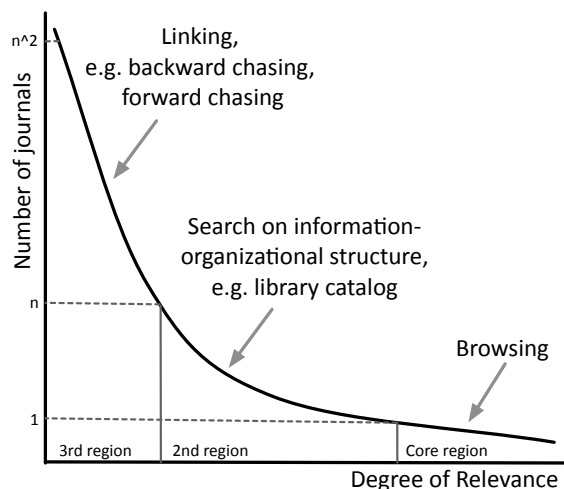 n^2
Linking,
e.g. backward chasing,
forward chasing
Number of journals
Search on information-
organizational structure,
e.g. library catalog
n
Browsing
1
3rd region
2nd region
Core region
Degree of Relevance